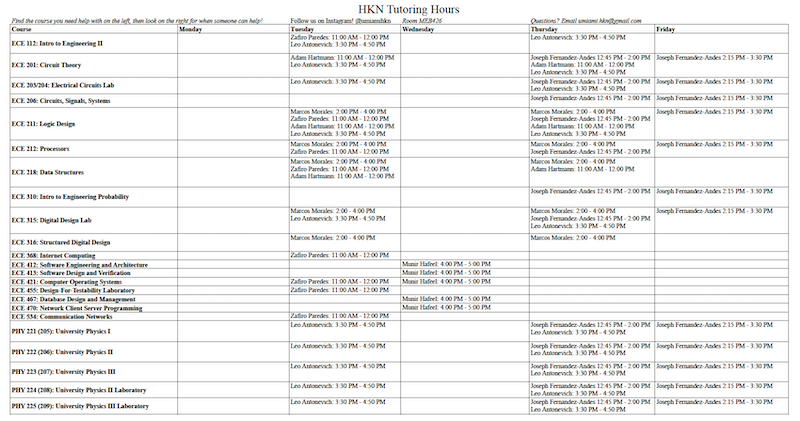 HKN Tutoring Hours
Find the course you need help with on the left, then look on the right for when someone can help! Follow us on Instagram! @umiamihkn Room MEB426 Questions? Email umiami.hkn@gmail.com
Course Monday Tuesday Wednesday Thursday Friday
ECE 112: Intro to Engineering II
Zafiro Paredes: 11:00 AM - 12:00 PM
Leo Antonevich: 3:30 PM - 4:50 PM
Leo Antonevich: 3:30 PM - 4:50 PM
ECE 201: Circuit Theory
Adam Hartmann: 11:00 AM - 12:00 PM
Leo Antonevich: 3:30 PM - 4:50 PM
Joseph Fernandez-Andes 12:45 PM - 2:00 PM
Adam Hartmann: 11:00 AM - 12:00 PM
Leo Antonevich: 3:30 PM - 4:50 PM
Joseph Fernandez-Andes 2:15 PM - 3:30 PM
ECE 203/204: Electrical Circuits Lab
Leo Antonevich: 3:30 PM - 4:50 PM
Joseph Fernandez-Andes 12:45 PM - 2:00 PM
Leo Antonevich: 3:30 PM - 4:50 PM
Joseph Fernandez-Andes 2:15 PM - 3:30 PM
ECE 206: Circuits, Signals, Systems
Joseph Fernandez-Andes 12:45 PM - 2:00 PM
Joseph Fernandez-Andes 2:15 PM - 3:30 PM
ECE 211: Logic Design
Marcos Morales: 2:00 PM - 4:00 PM
Zafiro Paredes: 11:00 AM - 12:00 PM
Adam Hartmann: 11:00 AM - 12:00 PM
Leo Antonevich: 3:30 PM - 4:50 PM
Marcos Morales: 2:00 PM - 4:00 PM
Joseph Fernandez-Andes 12:45 PM - 2:00 PM
Adam Hartmann: 11:00 AM - 12:00 PM
Leo Antonevich: 3:30 PM - 4:50 PM
Joseph Fernandez-Andes 2:15 PM - 3:30 PM
ECE 212: Processors
Marcos Morales: 2:00 - 4:00 PM
Zafiro Paredes: 11:00 AM - 12:00 PM
Marcos Morales: 2:00 PM - 4:00 PM
Joseph Fernandez-Andes 12:45 PM - 2:00 PM
Joseph Fernandez-Andes 2:15 PM - 3:30 PM
ECE 218: Data Structures
Marcos Morales: 2:00 - 4:00 PM
Zafiro Paredes: 11:00 AM - 12:00 PM
Adam Hartmann: 11:00 AM - 12:00 PM
Marcos Morales: 2:00 - 4:00 PM
Adam Hartmann: 11:00 AM - 12:00 PM
ECE 310: Intro to Engineering Probability
Joseph Fernandez-Andes 12:45 PM - 2:00 PM
Joseph Fernandez-Andes 2:15 PM - 3:30 PM
ECE 315: Digital Design Lab
Marcos Morales: 2:00 - 4:00 PM
Leo Antonevich: 3:30 PM - 4:50 PM
Marcos Morales: 2:00 - 4:00 PM
Joseph Fernandez-Andes 12:45 PM - 2:00 PM
Leo Antonevich: 3:30 PM - 4:50 PM
Joseph Fernandez-Andes 2:15 PM - 3:30 PM
ECE 316: Structured Digital Design
Marcos Morales: 2:00 - 4:00 PM
Marcos Morales: 2:00 - 4:00 PM
ECE 368: Internet Computing
Zafiro Paredes: 11:00 AM - 12:00 PM
ECE 412: Software Engineering and Architecture
Munir Hafeel: 4:00 PM - 5:00 PM
ECE 413: Software Design and Verification
Munir Hafeel: 4:00 PM - 5:00 PM
ECE 421: Computer Operating Systems
Zafiro Paredes: 11:00 AM - 12:00 PM
Munir Hafeel: 4:00 PM - 5:00 PM
ECE 455: Design-For-Testability Laboratory
Zafiro Paredes: 11:00 AM - 12:00 PM
ECE 467: Database Design and Management
Munir Hafeel: 4:00 PM - 5:00 PM
ECE 470: Network Client Server Programming
Munir Hafeel: 4:00 PM - 5:00 PM
ECE 534: Communication Networks
Zafiro Paredes: 11:00 AM - 12:00 PM
PHY 221 (205): University Physics I
Leo Antonevich: 3:30 PM - 4:50 PM
Joseph Fernandez-Andes 12:45 PM - 2:00 PM
Leo Antonevich: 3:30 PM - 4:50 PM
Joseph Fernandez-Andes 2:15 PM - 3:30 PM
PHY 222 (206): University Physics II
Leo Antonevich: 3:30 PM - 4:50 PM
Joseph Fernandez-Andes 12:45 PM - 2:00 PM
Leo Antonevich: 3:30 PM - 4:50 PM
Joseph Fernandez-Andes 2:15 PM - 3:30 PM
PHY 223 (207): University Physics III
Leo Antonevich: 3:30 PM - 4:50 PM
Joseph Fernandez-Andes 12:45 PM - 2:00 PM
Leo Antonevich: 3:30 PM - 4:50 PM
Joseph Fernandez-Andes 2:15 PM - 3:30 PM
PHY 224 (208): University Physics II Laboratory
Leo Antonevich: 3:30 PM - 4:50 PM
Joseph Fernandez-Andes 12:45 PM - 2:00 PM
Leo Antonevich: 3:30 PM - 4:50 PM
Joseph Fernandez-Andes 2:15 PM - 3:30 PM
PHY 225 (209): University Physics III Laboratory
Leo Antonevich: 3:30 PM - 4:50 PM
Joseph Fernandez-Andes 12:45 PM - 2:00 PM
Leo Antonevich: 3:30 PM - 4:50 PM
Joseph Fernandez-Andes 2:15 PM - 3:30 PM